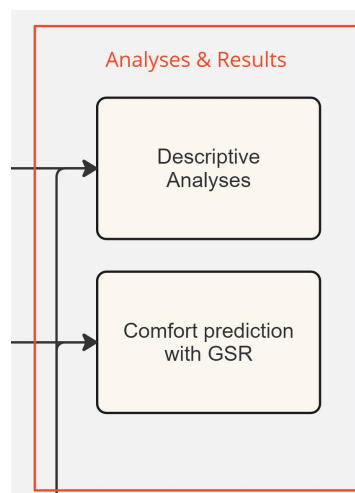 Analyses & Results
Descriptive
Analyses
Comfort prediction
with GSR